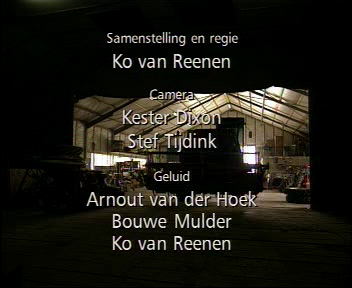 Samenstelling en regie
Ko van Reenen
Camera
Kester Dixon
Stef Tijdink
Geluid
Arnout van der Hoek
Bouwe Mulder
Ko van Reenen